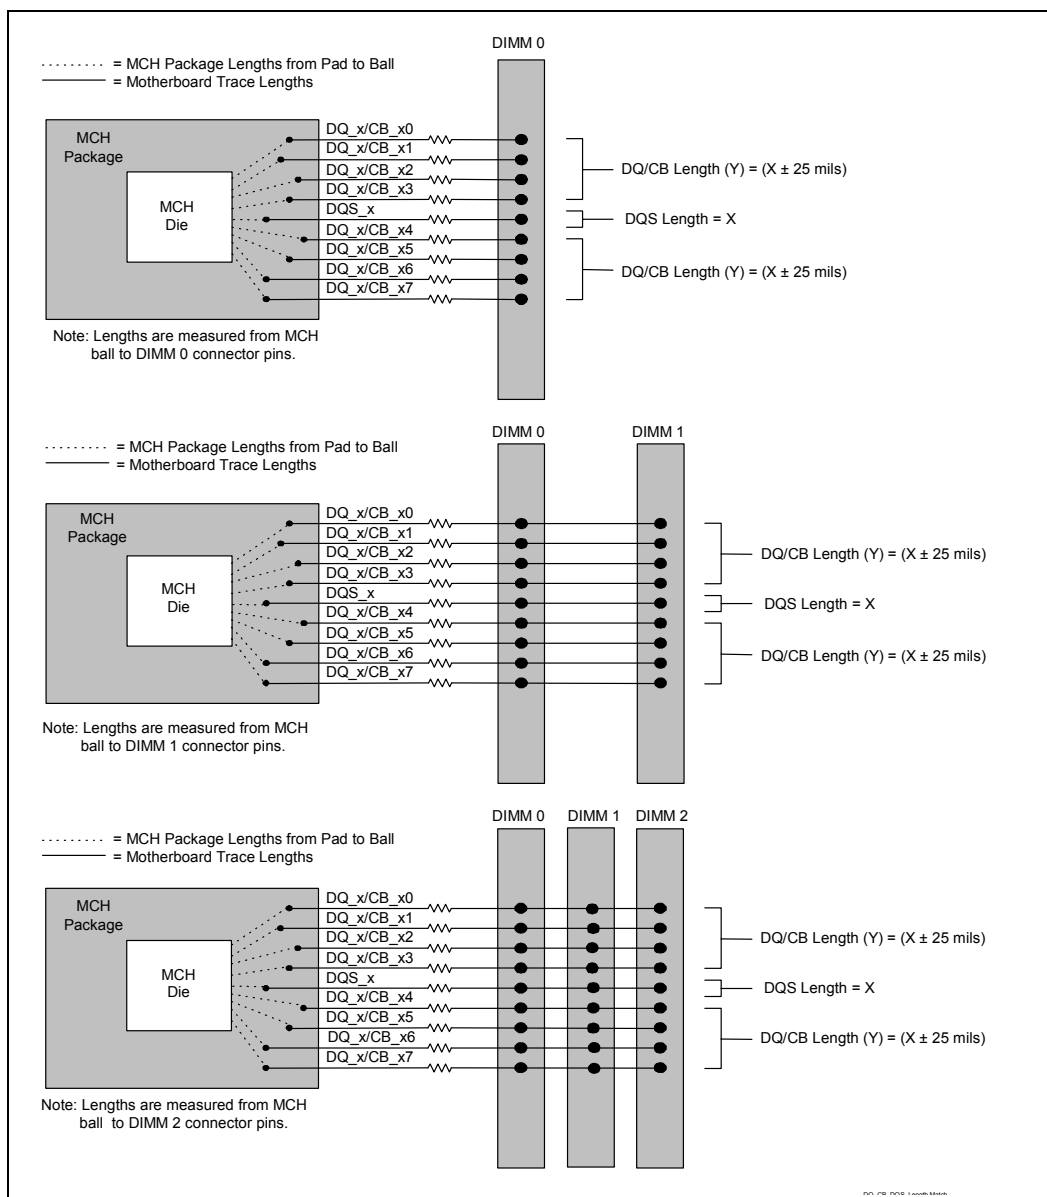 DIMM 0
= MCH Package Lengths from Pad to Ball
= Motherboard Trace Lengths
MCH
Package
MCH
Die
DQ_x/CB_x0
DQ_x/CB_x1
DQ_x/CB_x2
DQ_x/CB_x3
DQS_x
DQ_x/CB_x4
DQ_x/CB_x5
DQ_x/CB_x6
DQ_x/CB_x7
DQ/CB Length (Y) = (X ± 25 mils)
DQS Length = X
DQ/CB Length (Y) = (X ± 25 mils)
Note: Lengths are measured from MCH
ball to DIMM 0 connector pins.
DIMM 0
DIMM 1
= MCH Package Lengths from Pad to Ball
= Motherboard Trace Lengths
MCH
Package
MCH
Die
DQ_x/CB_x0
DQ_x/CB_x1
DQ_x/CB_x2
DQ_x/CB_x3
DQS_x
DQ_x/CB_x4
DQ_x/CB_x5
DQ_x/CB_x6
DQ_x/CB_x7
DQ/CB Length (Y) = (X ± 25 mils)
DQS Length = X
DQ/CB Length (Y) = (X ± 25 mils)
Note: Lengths are measured from MCH
ball to DIMM 1 connector pins.
DIMM 0
DIMM 1
DIMM 2
= MCH Package Lengths from Pad to Ball
= Motherboard Trace Lengths
MCH
Package
MCH
Die
DQ_x/CB_x0
DQ_x/CB_x1
DQ_x/CB_x2
DQ_x/CB_x3
DQS_x
DQ_x/CB_x4
DQ_x/CB_x5
DQ_x/CB_x6
DQ_x/CB_x7
DQ/CB Length (Y) = (X ± 25 mils)
DQS Length = X
DQ/CB Length (Y) = (X ± 25 mils)
Note: Lengths are measured from MCH
ball to DIMM 2 connector pins.
DQ_CB_DQS_Length Match